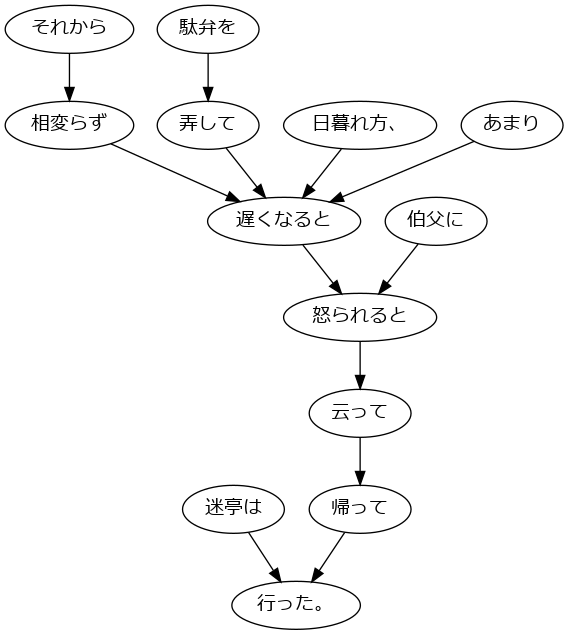 それから
駄弁を
相変らず
弄して
日暮れ方、
あまり
遅くなると
伯父に
怒られると
云って
迷亭は
帰って
行った。